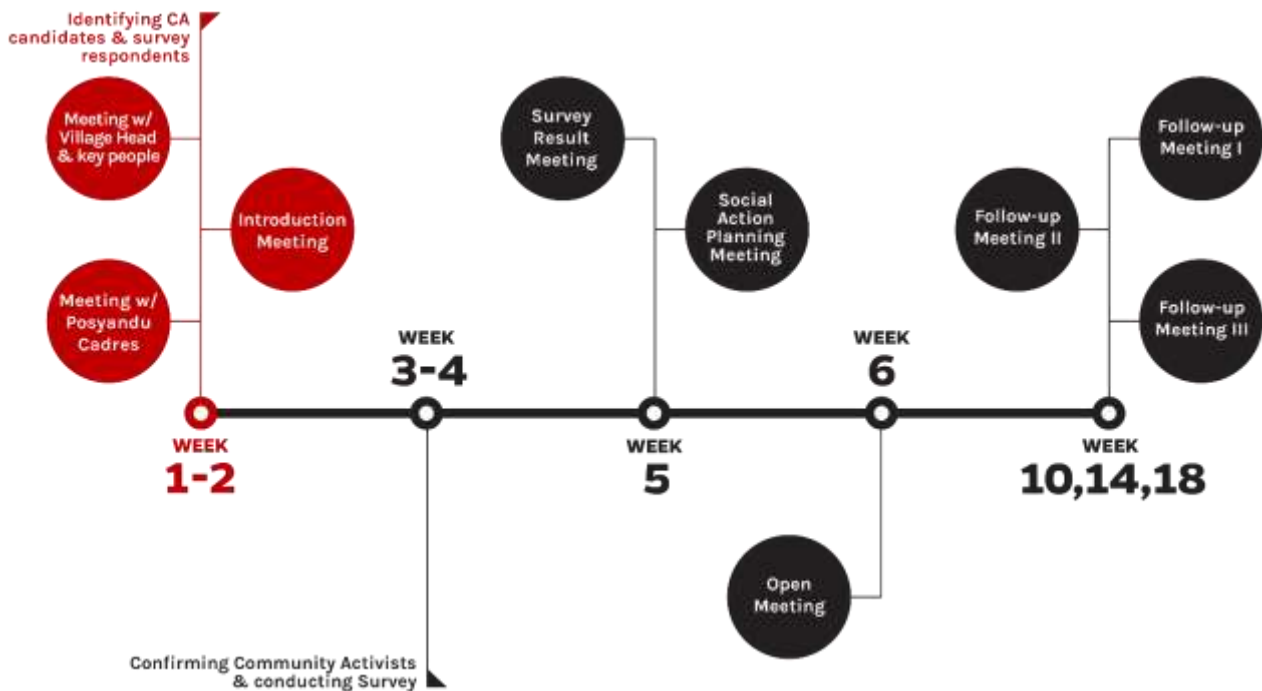 Identifying CA
candidates & survey
respondents
Meeting w/
Village Head
& key people
Introduction
Meeting
Meeting w/
Posyandu
Cadres
WEEK
1-2
WEEK
3-4
Confirming Community Activists
& conducting Survey
Survey
Result
Meeting
Social
Action
Planning
Meeting
WEEK
5
WEEK
6
Open
Meeting
Follow-up
Meeting I
Follow-up
Meeting II
Follow-up
Meeting III
WEEK
10,14,18